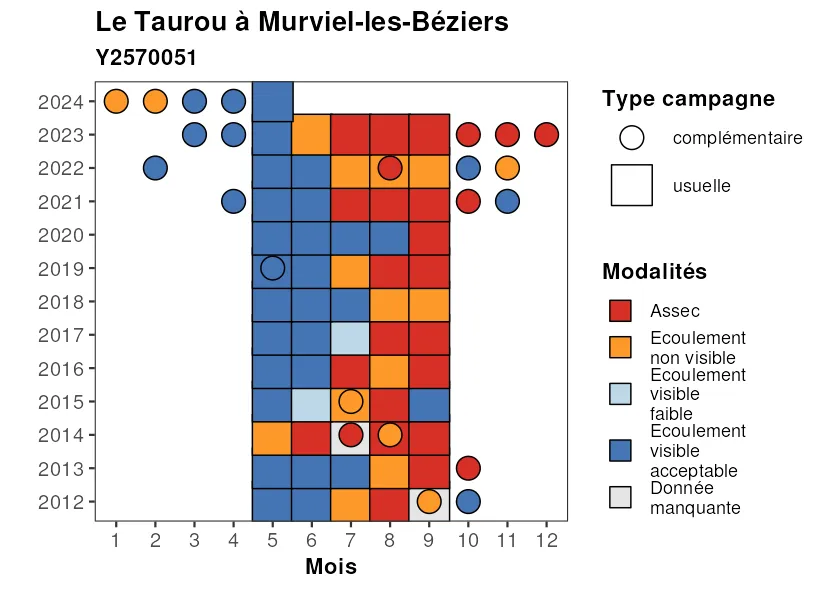 Le Taurou à Murviel-les-Béziers
Y2570051
2024
2023
2022
2021
2020
2019
2018
2017
2016
2015
2014
2013
2012
1 2 3 4 5 6 7 8 9 10 11 12
Mois
Type campagne
complémentaire
usuelle
Modalités
Assec
Ecoulement
non visible
Ecoulement
visible
faible
Ecoulement
visible
acceptable
Donnée
manquante